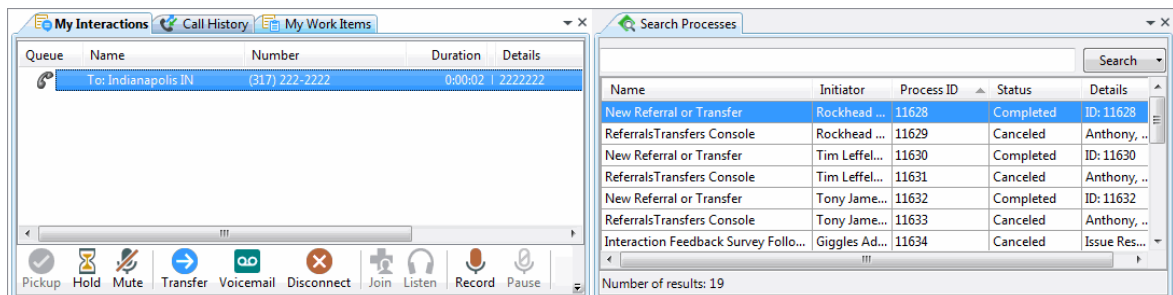 My Interactions Call History My Work Items
Queue Name Number Duration Details
To: Indianapolis IN (317) 222-2222 0:00:02 2222222
Pickup Hold Mute Transfer Voicemail Disconnect Join Listen Record Pause
Search Processes
Search
Name Initiator Process ID Status Details
New Referral or Transfer Rockhead ... 11628 Completed ID: 11628
ReferralsTransfers Console Rockhead ... 11629 Canceled Anthony, ...
New Referral or Transfer Tim Leffel... 11630 Completed ID: 11630
ReferralsTransfers Console Tim Leffel... 11631 Canceled Anthony, ...
New Referral or Transfer Tony Jame... 11632 Completed ID: 11632
ReferralsTransfers Console Tony Jame... 11633 Canceled Anthony, ...
Interaction Feedback Survey Follo... Giggles Ad... 11634 Canceled Issue Res...
Number of results: 19